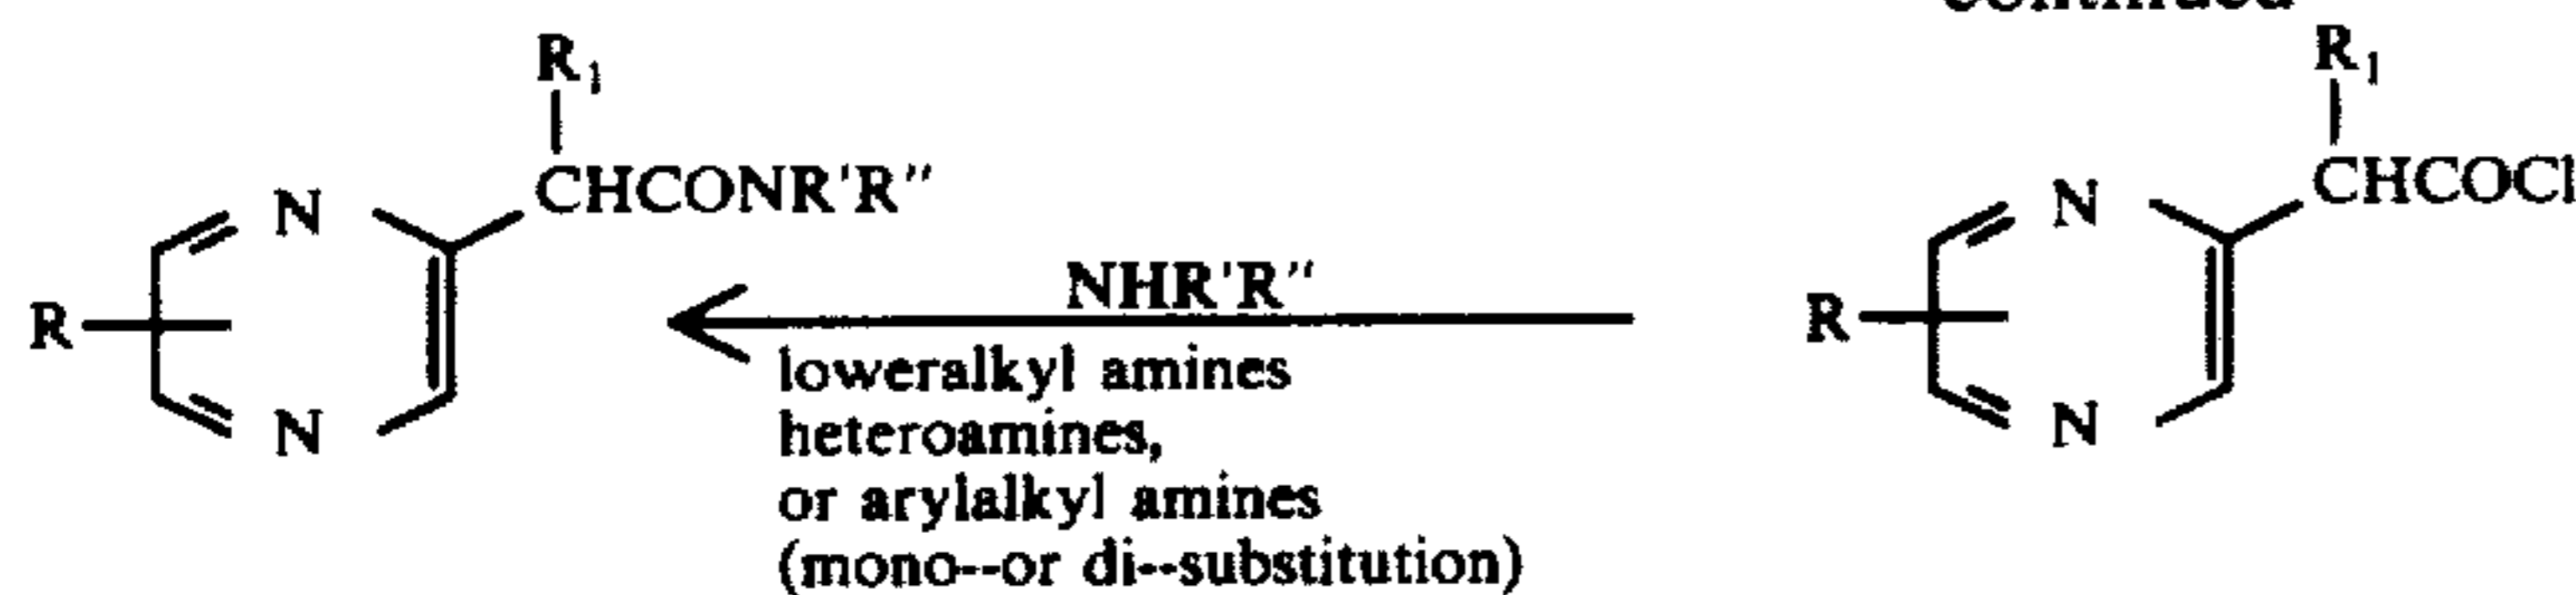 continued
R₁ R₁
CHCONR'R" CHCOCl
N N
NHR'R"
R R
loweralkyl amines
N heteroamines, N
or arylalkyl amines
(mono--or di--substitution)